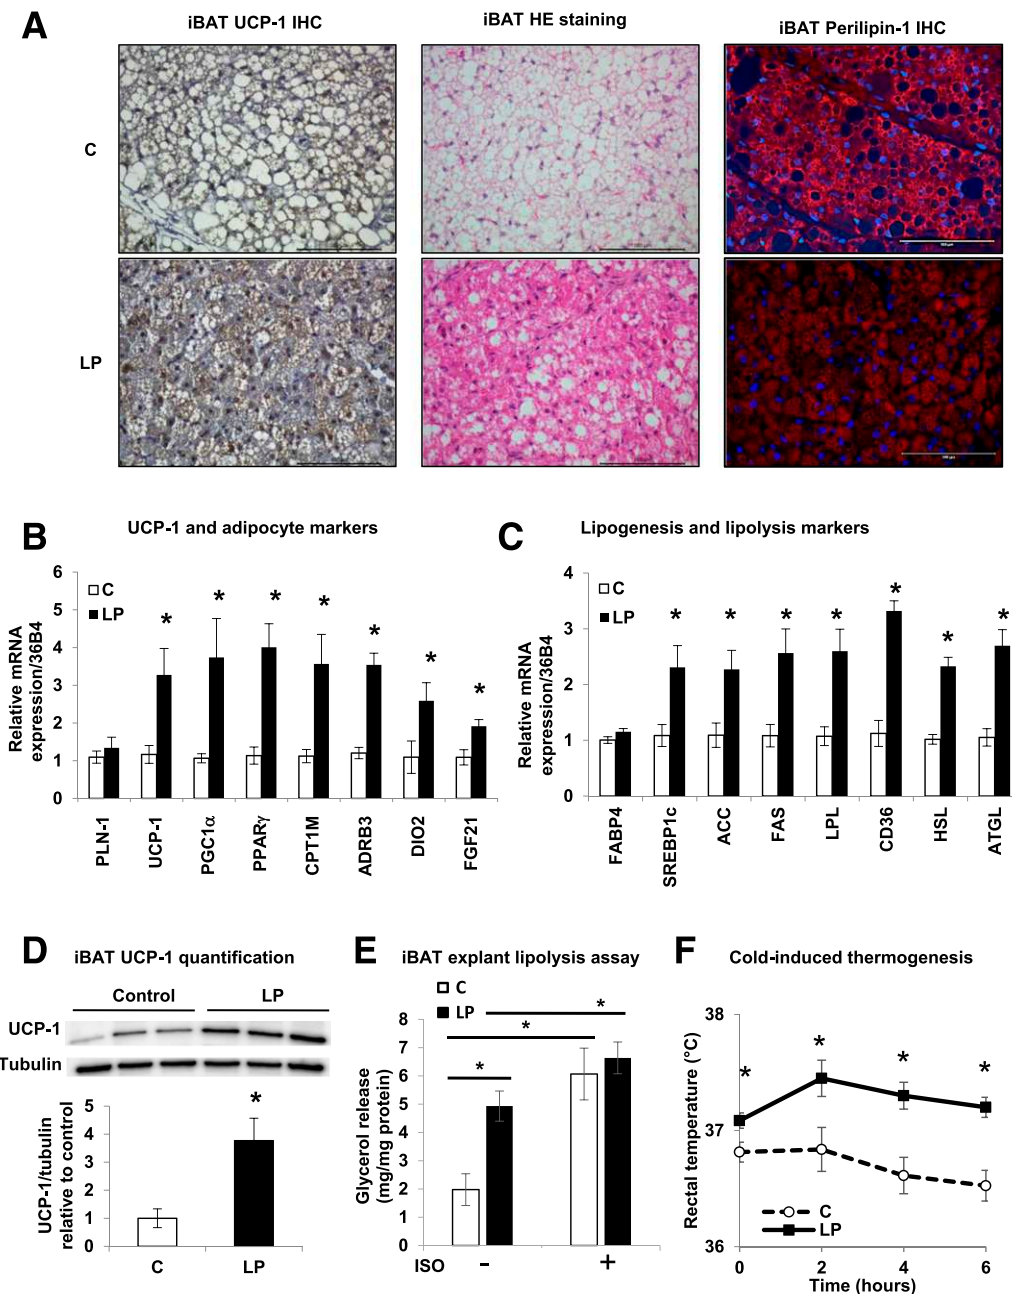 A
iBAT UCP-1 IHC
iBAT HE staining
iBAT Perilipin-1 IHC
C
LP
B
UCP-1 and adipocyte markers
Relative mRNA
expression/36B4
6
5
4
3
2
1
0
C
LP
* * * * * * *
PLN-1
UCP-1
PGC1α
PPARγ
CPT1M
ADRB3
DIO2
FGF21
C
Lipogenesis and lipolysis markers
Relative mRNA
expression/36B4
4
3
2
1
0
C
LP
* * * * * * *
FABP4
SREBP1c
ACC
FAS
LPL
CD36
HSL
ATGL
D
iBAT UCP-1 quantification
Control LP
UCP-1
Tubulin
UCP-1/tubulin
relative to control
5
4
3
2
1
0
*
C LP
E
iBAT explant lipolysis assay
C
LP
Glycerol release
(mg/mg protein)
8
7
6
5
4
3
2
1
0
*
*
*
ISO - +
F
Cold-induced thermogenesis
Rectal temperature (°C)
38
37
36
* * * *
C
LP
0 2 4 6
Time (hours)